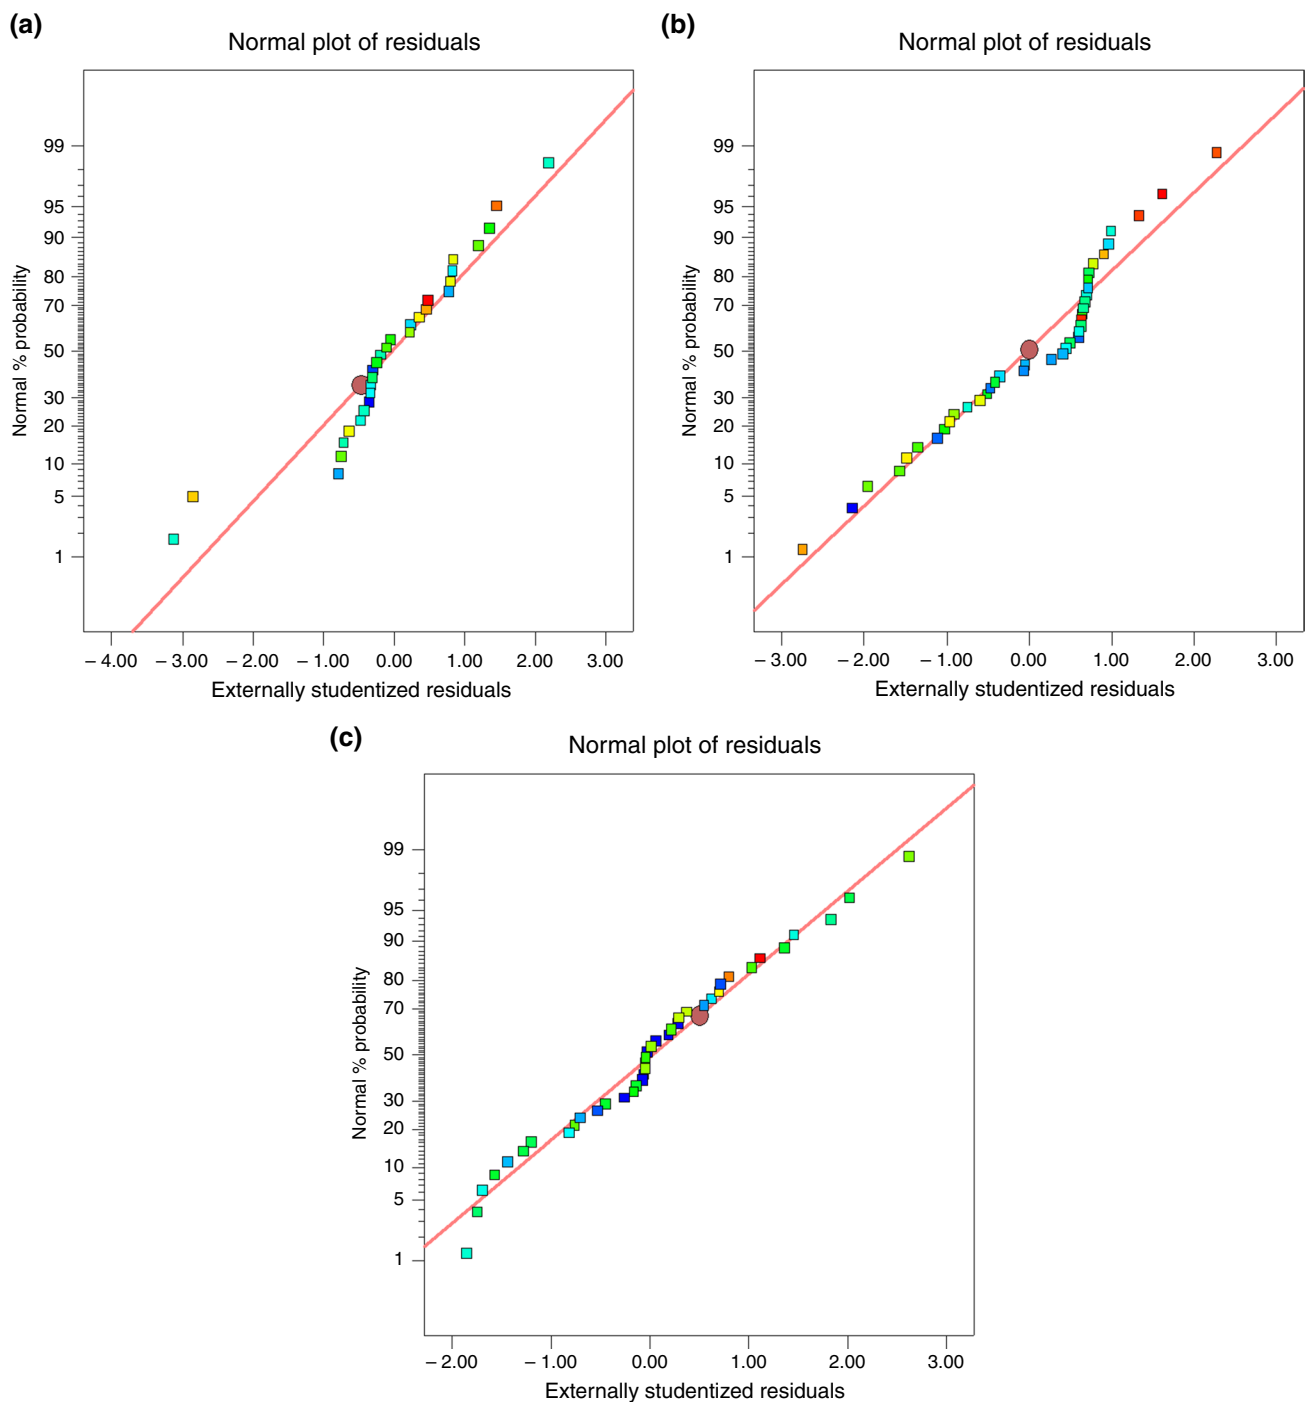 (a)
Normal plot of residuals
Normal % probability
99
95
90
80
70
50
30
20
10
5
1
– 4.00 – 3.00 – 2.00 – 1.00 0.00 1.00 2.00 3.00
Externally studentized residuals
(b)
Normal plot of residuals
Normal % probability
99
95
90
80
70
50
30
20
10
5
1
– 3.00 – 2.00 – 1.00 0.00 1.00 2.00 3.00
Externally studentized residuals
(c)
Normal plot of residuals
Normal % probability
99
95
90
80
70
50
30
20
10
5
1
– 2.00 – 1.00 0.00 1.00 2.00 3.00
Externally studentized residuals